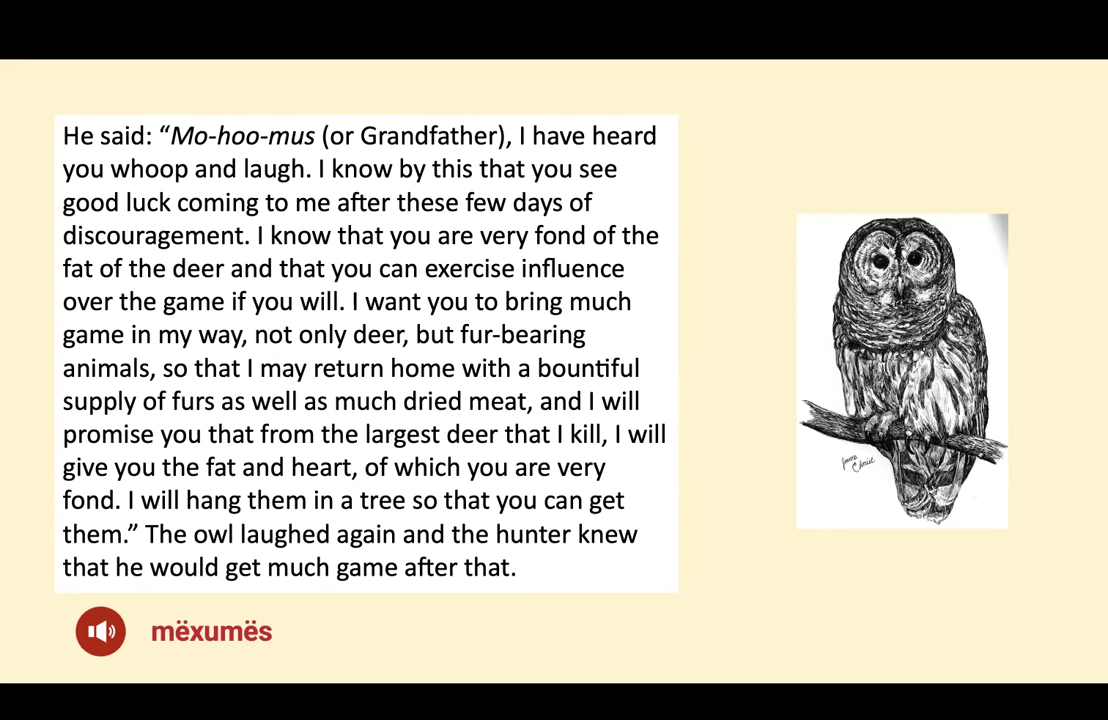 He said: “Mo-hoo-mus (or Grandfather), I have heard
you whoop and laugh. I know by this that you see
good luck coming to me after these few days of
discouragement. I know that you are very fond of the
fat of the deer and that you can exercise influence
over the game if you will. I want you to bring much
game in my way, not only deer, but fur-bearing
animals, so that I may return home with a bountiful
supply of furs as well as much dried meat, and I will
promise you that from the largest deer that I kill, I will
give you the fat and heart, of which you are very
fond. I will hang them in a tree so that you can get
them.” The owl laughed again and the hunter knew
that he would get much game after that.
mëxumës